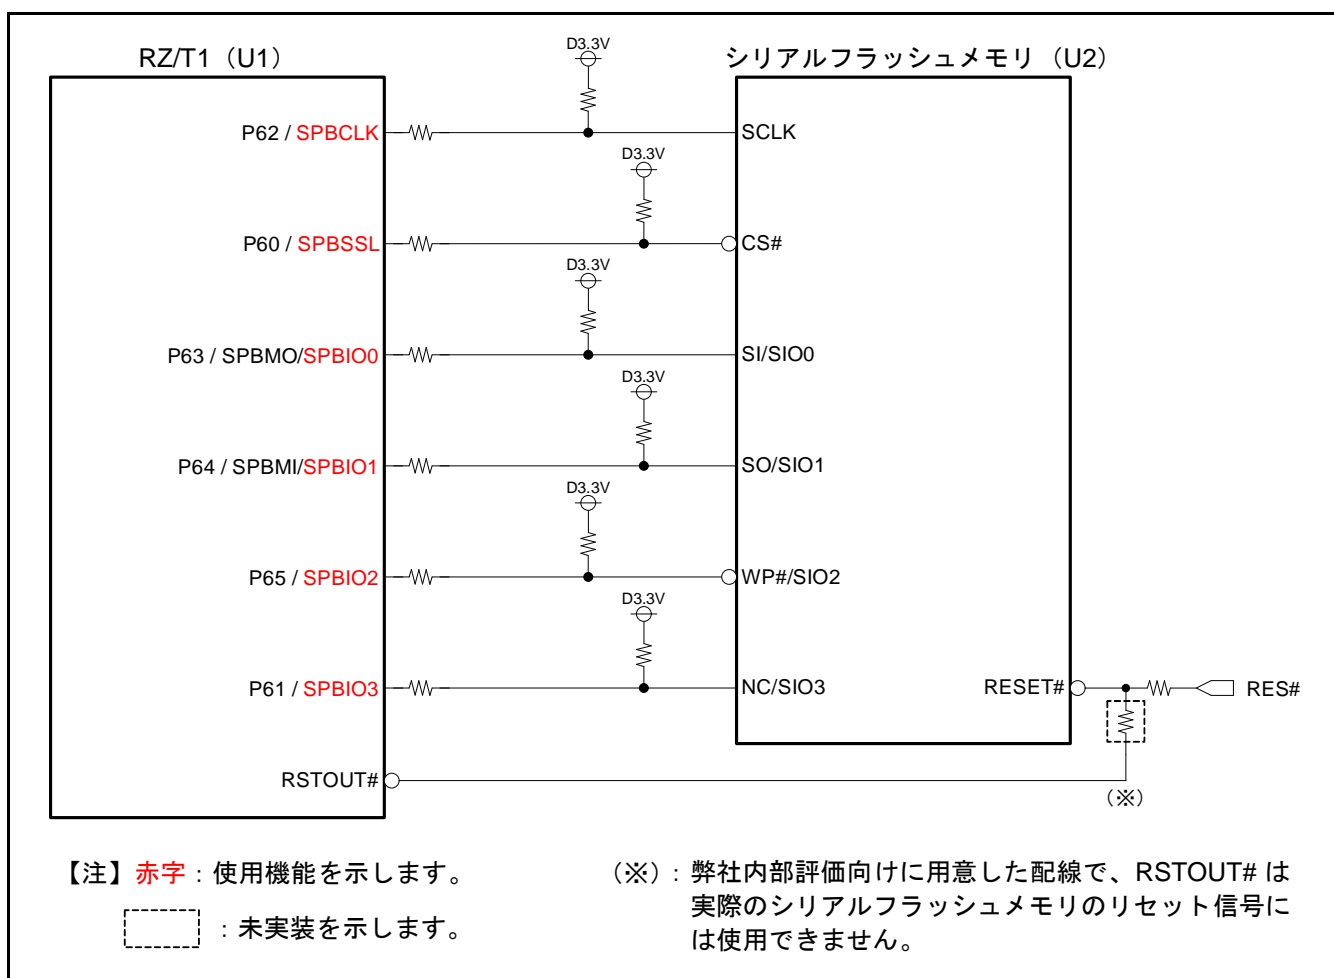 RZ/T1（U1）
シリアルフラッシュメモリ（U2）
D3.3V
P62 / SPBCLK
SCLK
D3.3V
P60 / SPBSSL
CS#
D3.3V
P63 / SPBMO/SPBIO0
SI/SIO0
D3.3V
P64 / SPBMI/SPBIO1
SO/SIO1
D3.3V
P65 / SPBIO2
WP#/SIO2
D3.3V
P61 / SPBIO3
NC/SIO3
RESET#
RES#
RSTOUT#
（※）
【注】赤字：使用機能を示します。
：未実装を示します。
（※）：弊社内部評価向けに用意した配線で、RSTOUT# は
実際のシリアルフラッシュメモリのリセット信号に
は使用できません。